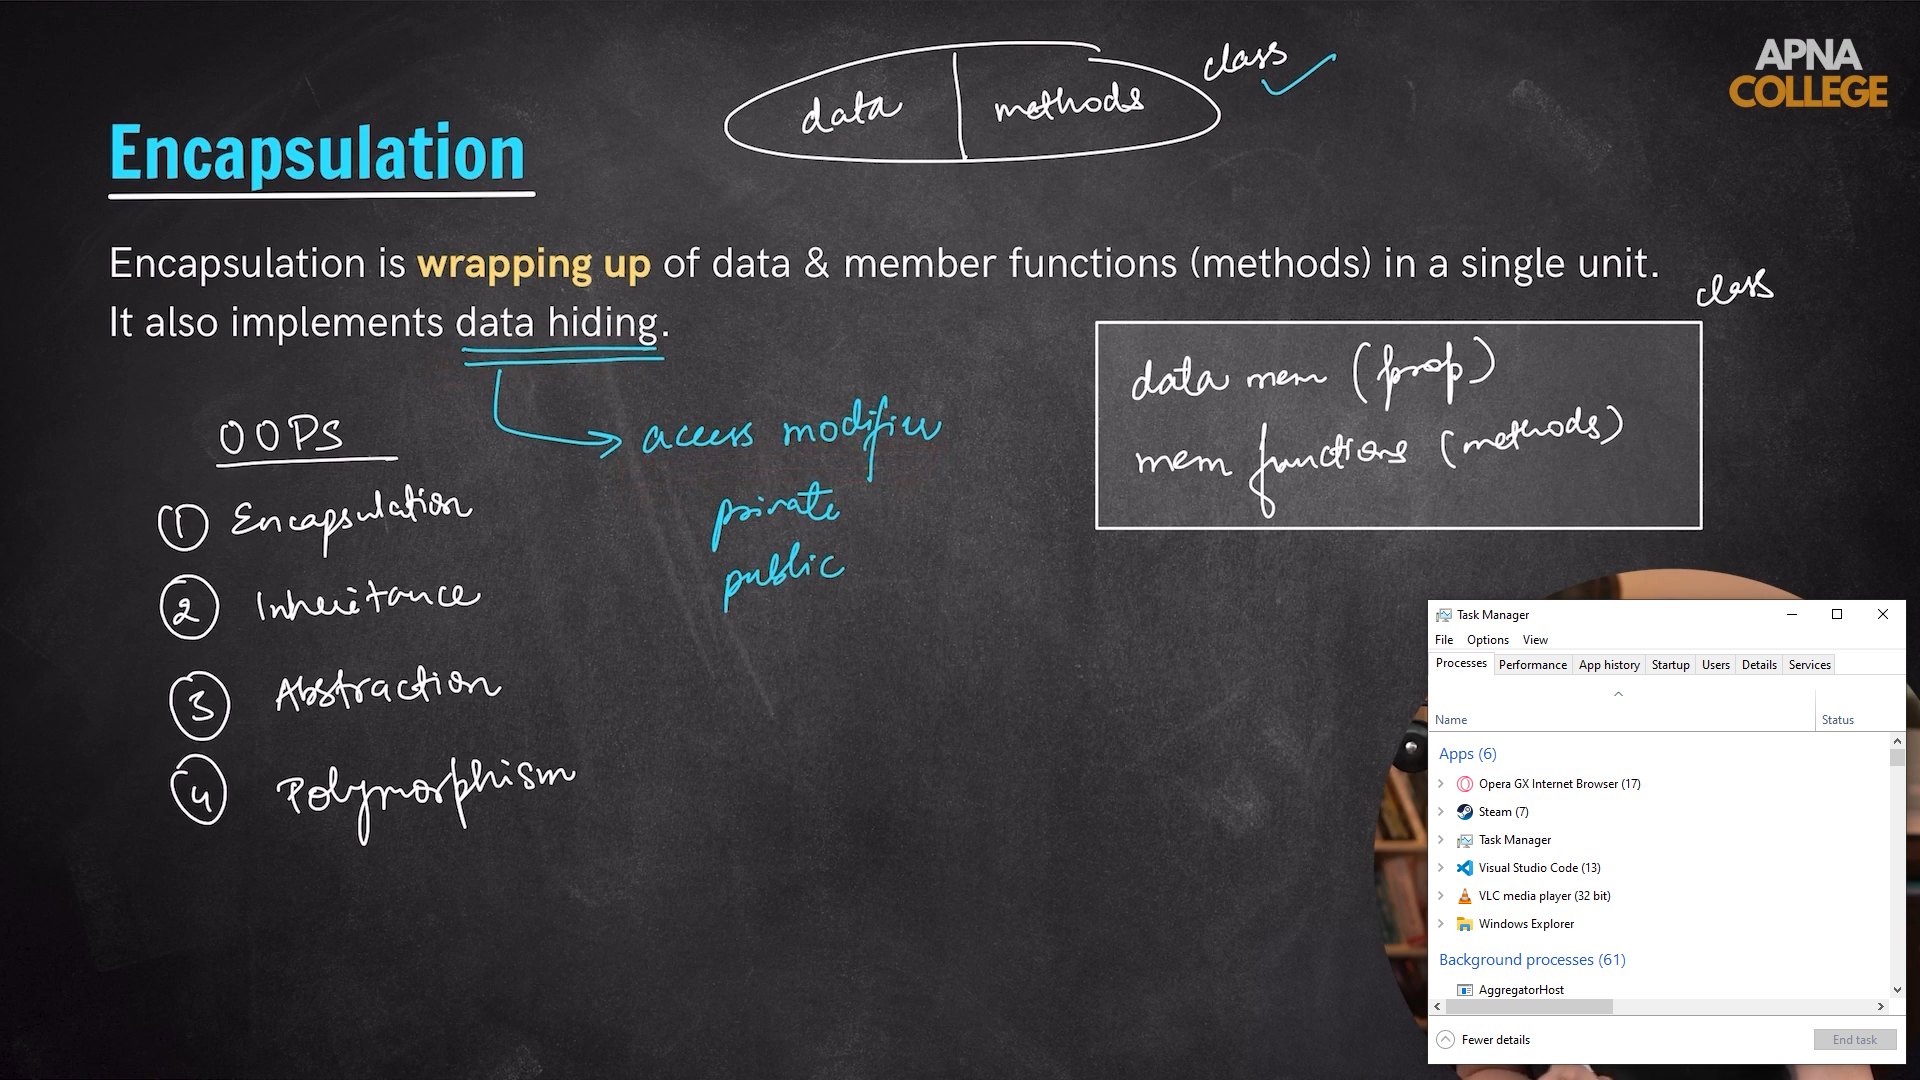 APNA
COLLEGE
data | methods class
Encapsulation
Encapsulation is wrapping up of data & member functions (methods) in a single unit.
It also implements data hiding.
class
data mem (prop)
mem functions (methods)
access modifier
private
public
OOPS
1 Encapsulation
2 Inheritance
3 Abstraction
4 Polymorphism
Task Manager
File Options View
Processes Performance App history Startup Users Details Services
Name Status
Apps (6)
Opera GX Internet Browser (17)
Steam (7)
Task Manager
Visual Studio Code (13)
VLC media player (32 bit)
Windows Explorer
Background processes (61)
AggregatorHost
Fewer details End task